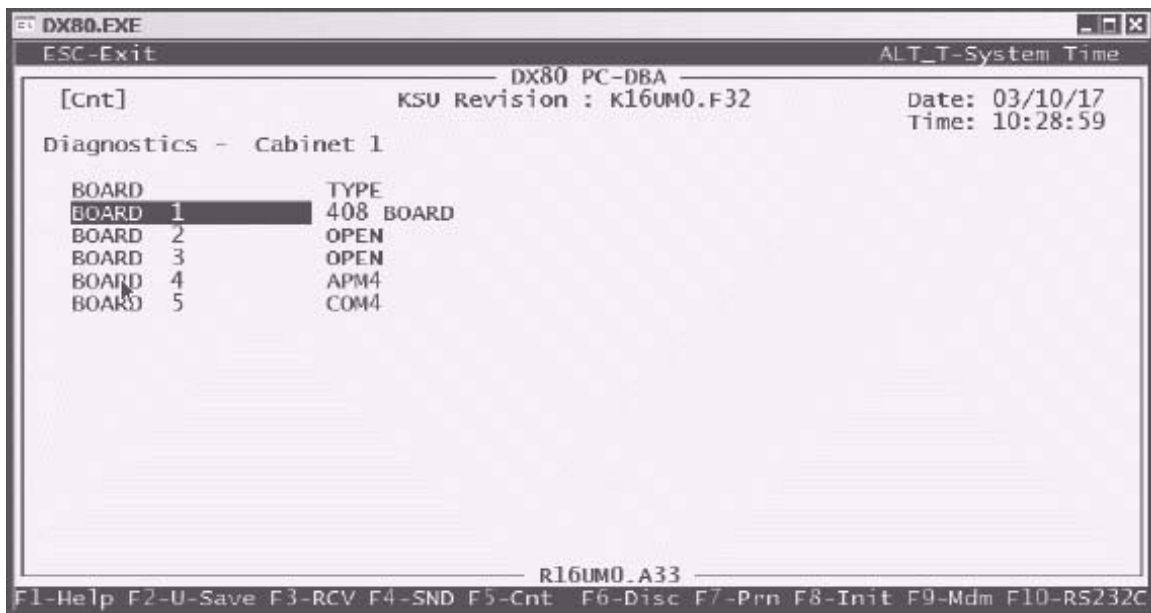 DX80.EXE
ESC-Exit ALT_T-System Time
DX80 PC-DBA
[Cnt] KSU Revision : K16UM0.F32 Date: 03/10/17
Time: 10:28:59
Diagnostics - Cabinet 1
BOARD TYPE
BOARD 1 408 BOARD
BOARD 2 OPEN
BOARD 3 OPEN
BOARD 4 APM4
BOARD 5 COM4
R16UM0.A33
F1-Help F2-U-Save F3-RCV F4-SND F5-Cnt F6-Disc F7-Prn F8-Init F9-Mdm F10-RS232C